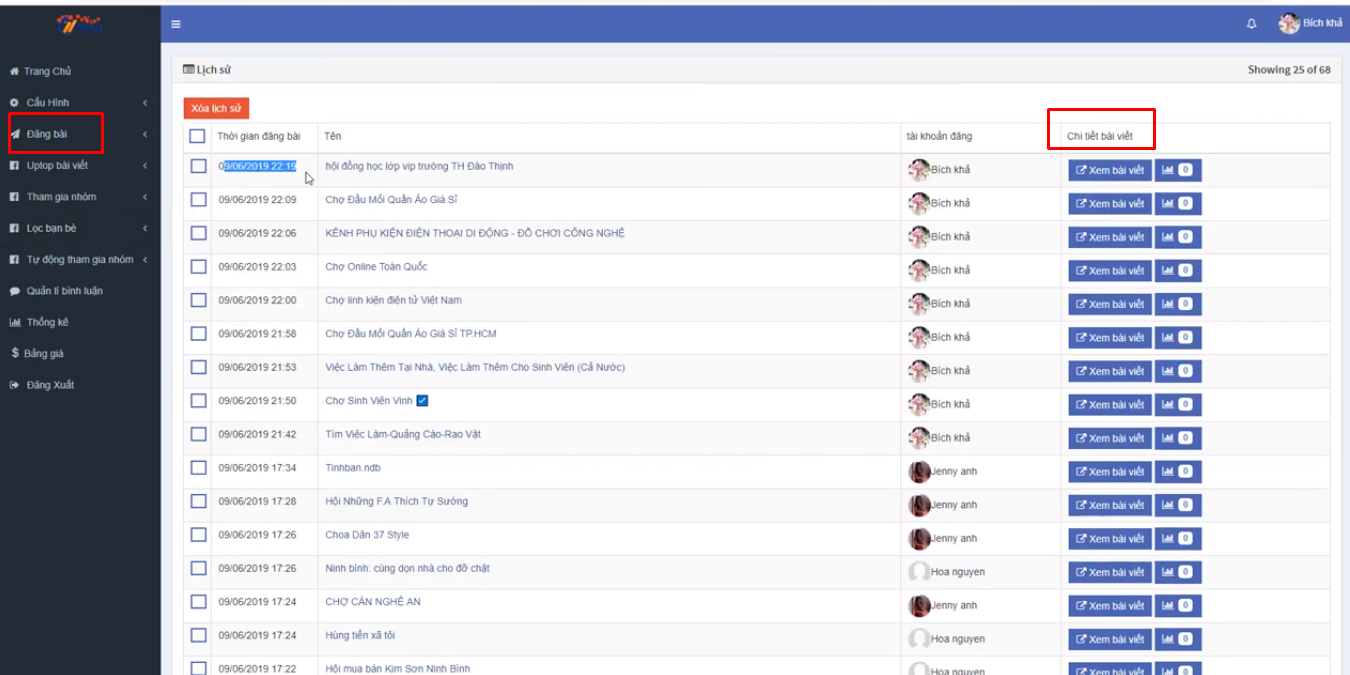 Bích khả
Trang Chủ
Cấu Hình
Đăng bài
Uptop bài viết
Tham gia nhóm
Lọc bạn bè
Tự động tham gia nhóm
Quản lí bình luận
Thống kê
$ Bảng giá
Đăng Xuất
Lịch sử Showing 25 of 68
Xóa lịch sử
Thời gian đăng bài Tên tài khoản đăng Chi tiết bài viết
09/06/2019 22:19 hội đồng học lớp vip trường TH Đào Thịnh Bích khả Xem bài viết 0
09/06/2019 22:09 Chợ Đầu Mối Quần Áo Giá Sỉ Bích khả Xem bài viết 0
09/06/2019 22:06 KÊNH PHỤ KIỆN ĐIỆN THOẠI DI ĐỘNG - ĐỒ CHƠI CÔNG NGHỆ Bích khả Xem bài viết 0
09/06/2019 22:03 Chợ Online Toàn Quốc Bích khả Xem bài viết 0
09/06/2019 22:00 Chợ linh kiện điện tử Việt Nam Bích khả Xem bài viết 0
09/06/2019 21:58 Chợ Đầu Mối Quần Áo Giá Sỉ TP.HCM Bích khả Xem bài viết 0
09/06/2019 21:53 Việc Làm Thêm Tại Nhà, Việc Làm Thêm Cho Sinh Viên (Cả Nước) Bích khả Xem bài viết 0
09/06/2019 21:50 Chợ Sinh Viên Vinh Bích khả Xem bài viết 0
09/06/2019 21:42 Tìm Việc Làm-Quảng Cáo-Rao Vặt Bích khả Xem bài viết 0
09/06/2019 17:34 Tinhban.ndb Jenny anh Xem bài viết 0
09/06/2019 17:28 Hội Những F.A Thích Tự Sướng Jenny anh Xem bài viết 0
09/06/2019 17:26 Choa Dân 37 Style Jenny anh Xem bài viết 0
09/06/2019 17:26 Ninh bình: cùng dọn nhà cho đỡ chật Hoa nguyen Xem bài viết 0
09/06/2019 17:24 CHỢ CÂN NGHỆ AN Jenny anh Xem bài viết 0
09/06/2019 17:24 Hùng tiến xã tôi Hoa nguyen Xem bài viết 0
09/06/2019 17:22 Hội mua bán Kim Sơn Ninh Bình Hoa nguyen Xem bài viết 0